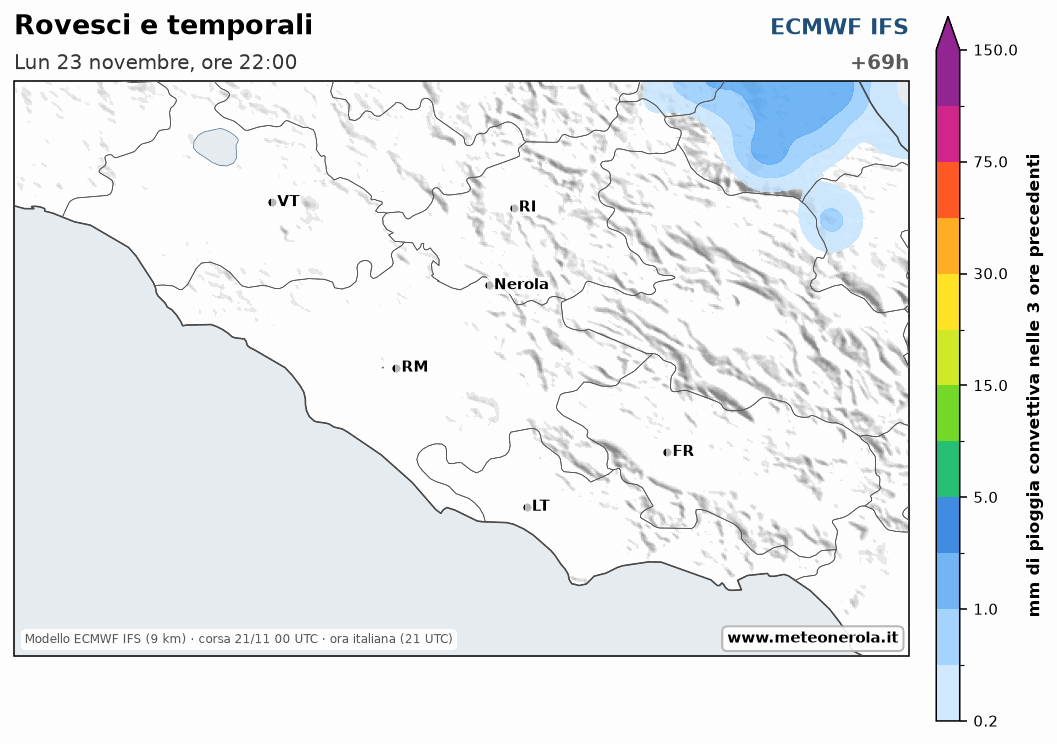 Rovesci e temporali
ECMWF IFS
Lun 23 novembre, ore 22:00
+69h
150.0
75.0
30.0
15.0
5.0
1.0
0.2
mm di pioggia convettiva nelle 3 ore precedenti
VT
RI
Nerola
RM
FR
LT
Modello ECMWF IFS (9 km) · corsa 21/11 00 UTC · ora italiana (21 UTC)
www.meteonerola.it